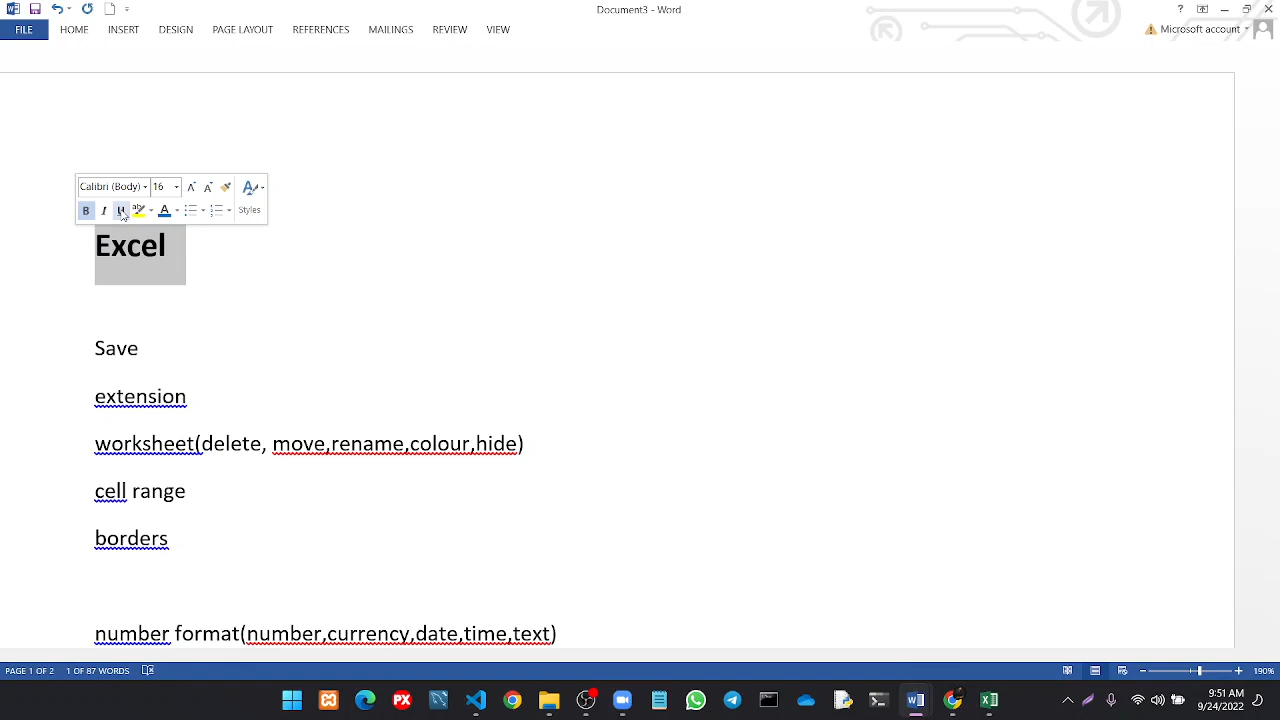 Document3 - Word
?
FILE HOME INSERT DESIGN PAGE LAYOUT REFERENCES MAILINGS REVIEW VIEW Microsoft account
Calibri (Body) 16
B I U ab A Styles
Excel
Save
extension
worksheet(delete, move,rename,colour,hide)
cell range
borders
number format(number,currency,date,time,text)
PAGE 1 OF 2 1 OF 87 WORDS 190%
9:51 AM
9/24/2022